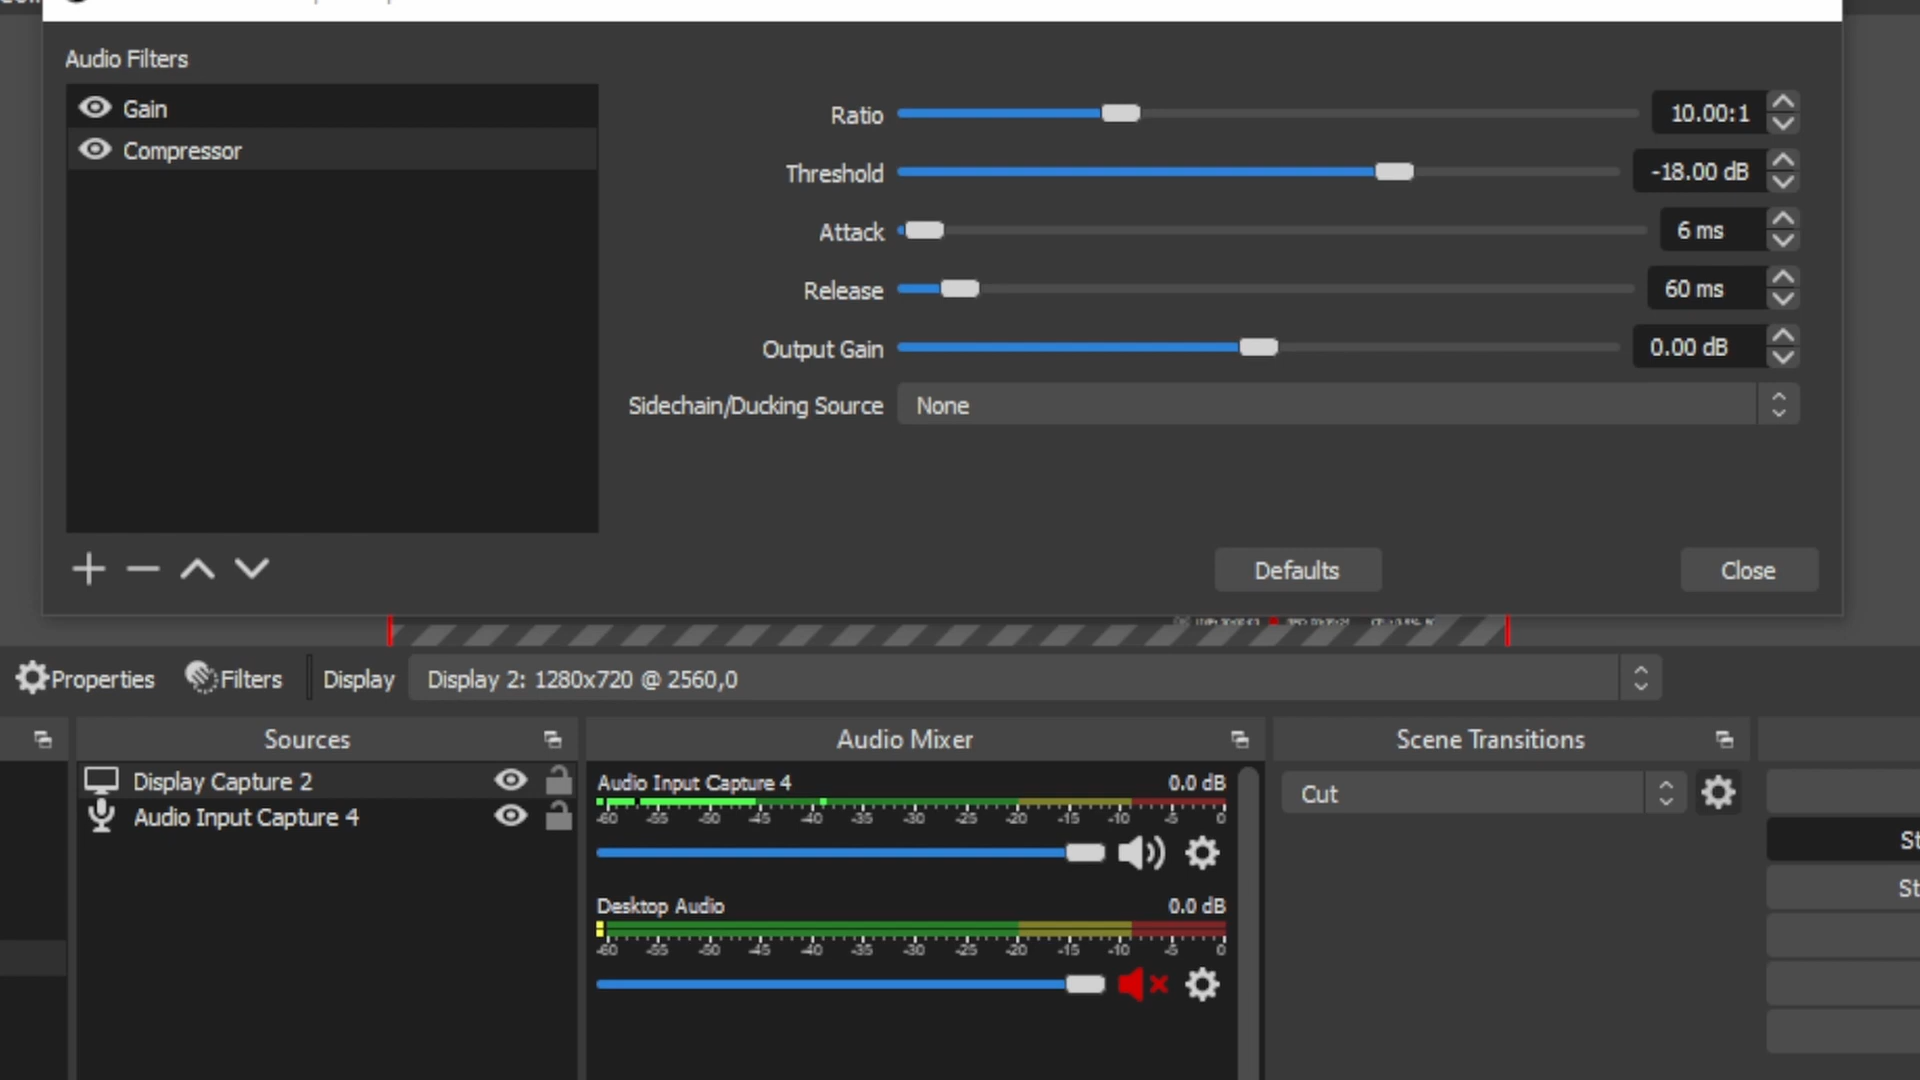 Audio Filters
Gain
Compressor
Ratio 10.00:1
Threshold -18.00 dB
Attack 6 ms
Release 60 ms
Output Gain 0.00 dB
Sidechain/Ducking Source None
Defaults Close
Properties Filters Display Display 2: 1280x720 @ 2560,0
Sources
Display Capture 2
Audio Input Capture 4
Audio Mixer
Audio Input Capture 4 0.0 dB
-60 -55 -50 -45 -40 -35 -30 -25 -20 -15 -10 -5 0
Desktop Audio 0.0 dB
-60 -55 -50 -45 -40 -35 -30 -25 -20 -15 -10 -5 0
Scene Transitions
Cut
St
St